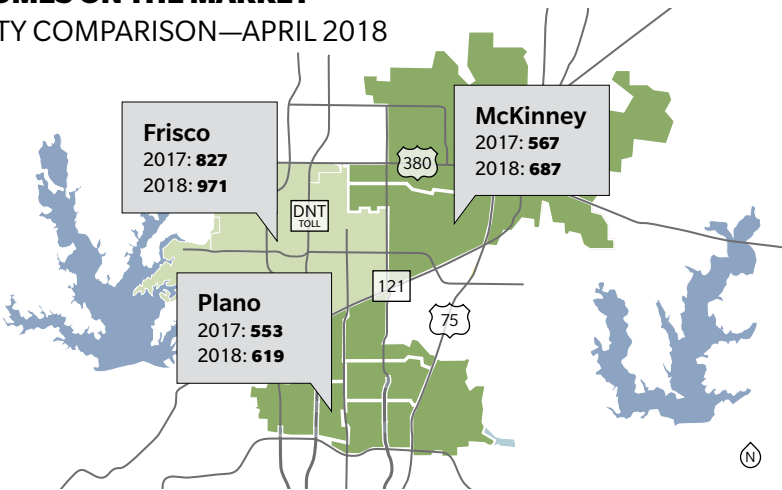 TY COMPARISON—APRIL 2018
Frisco
2017: 827
2018: 971
McKinney
2017: 567
2018: 687
380
DNT
TOLL
121
75
Plano
2017: 553
2018: 619
N